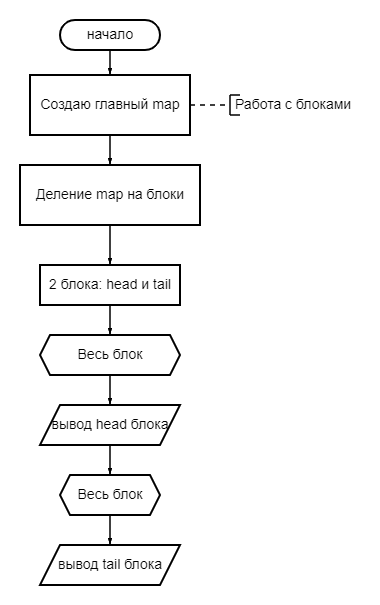 начало
Создаю главный map
Работа с блоками
Деление map на блоки
2 блока: head и tail
Весь блок
вывод head блока
Весь блок
вывод tail блока